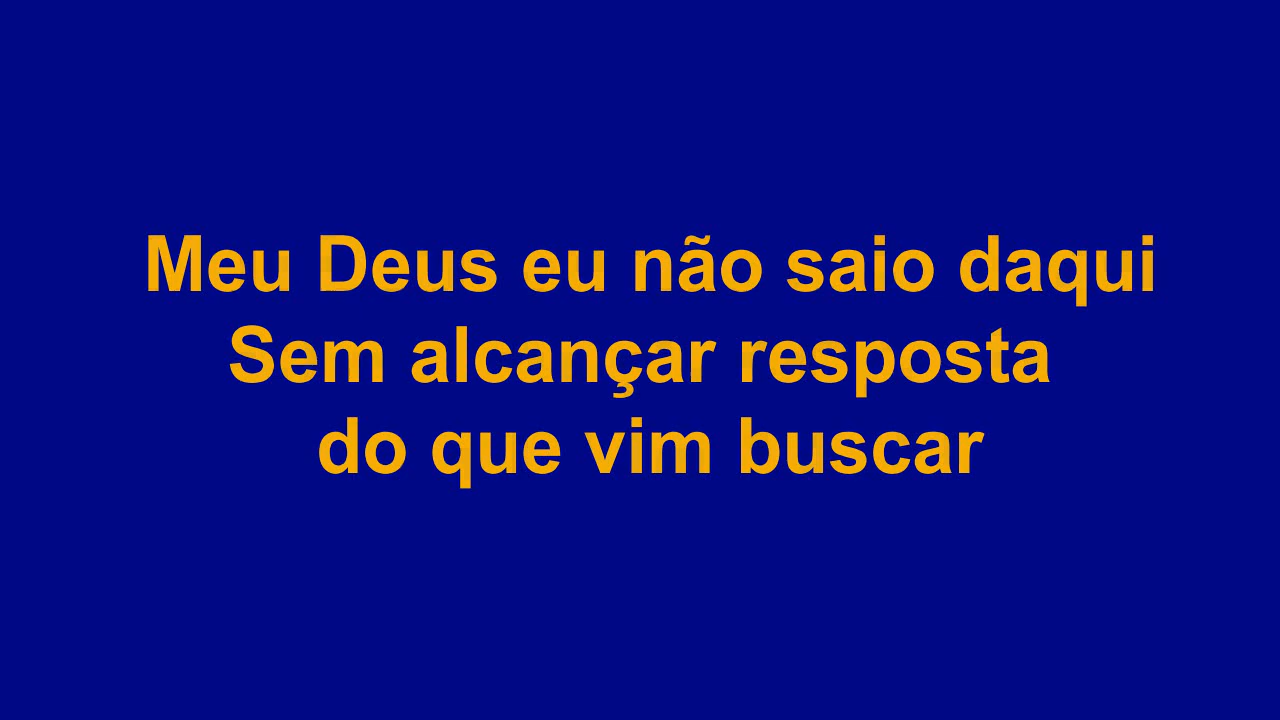 Meu Deus eu não saio daqui
Sem alcançar resposta
do que vim buscar